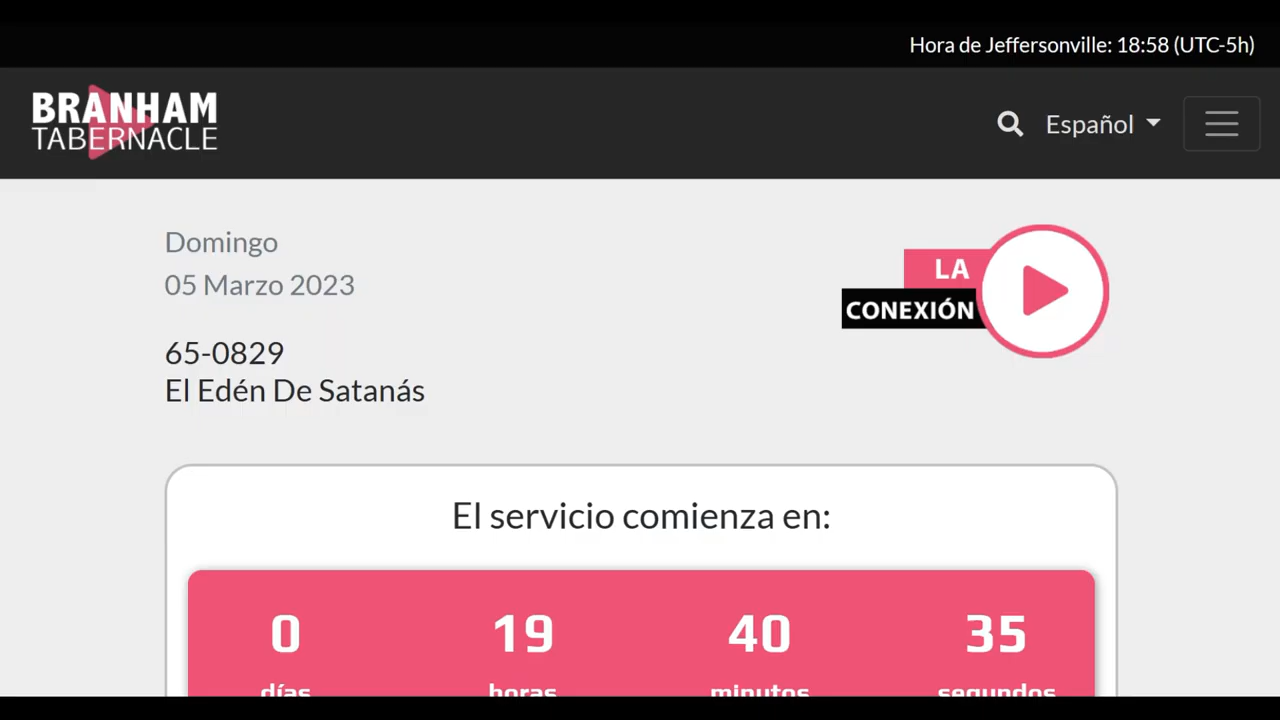 Hora de Jeffersonville: 18:58 (UTC-5h)
BRANHAM
TABERNACLE
Español
Domingo
05 Marzo 2023
LA
CONEXIÓN
65-0829
El Edén De Satanás
El servicio comienza en:
0 19 40 35
días horas minutos segundos